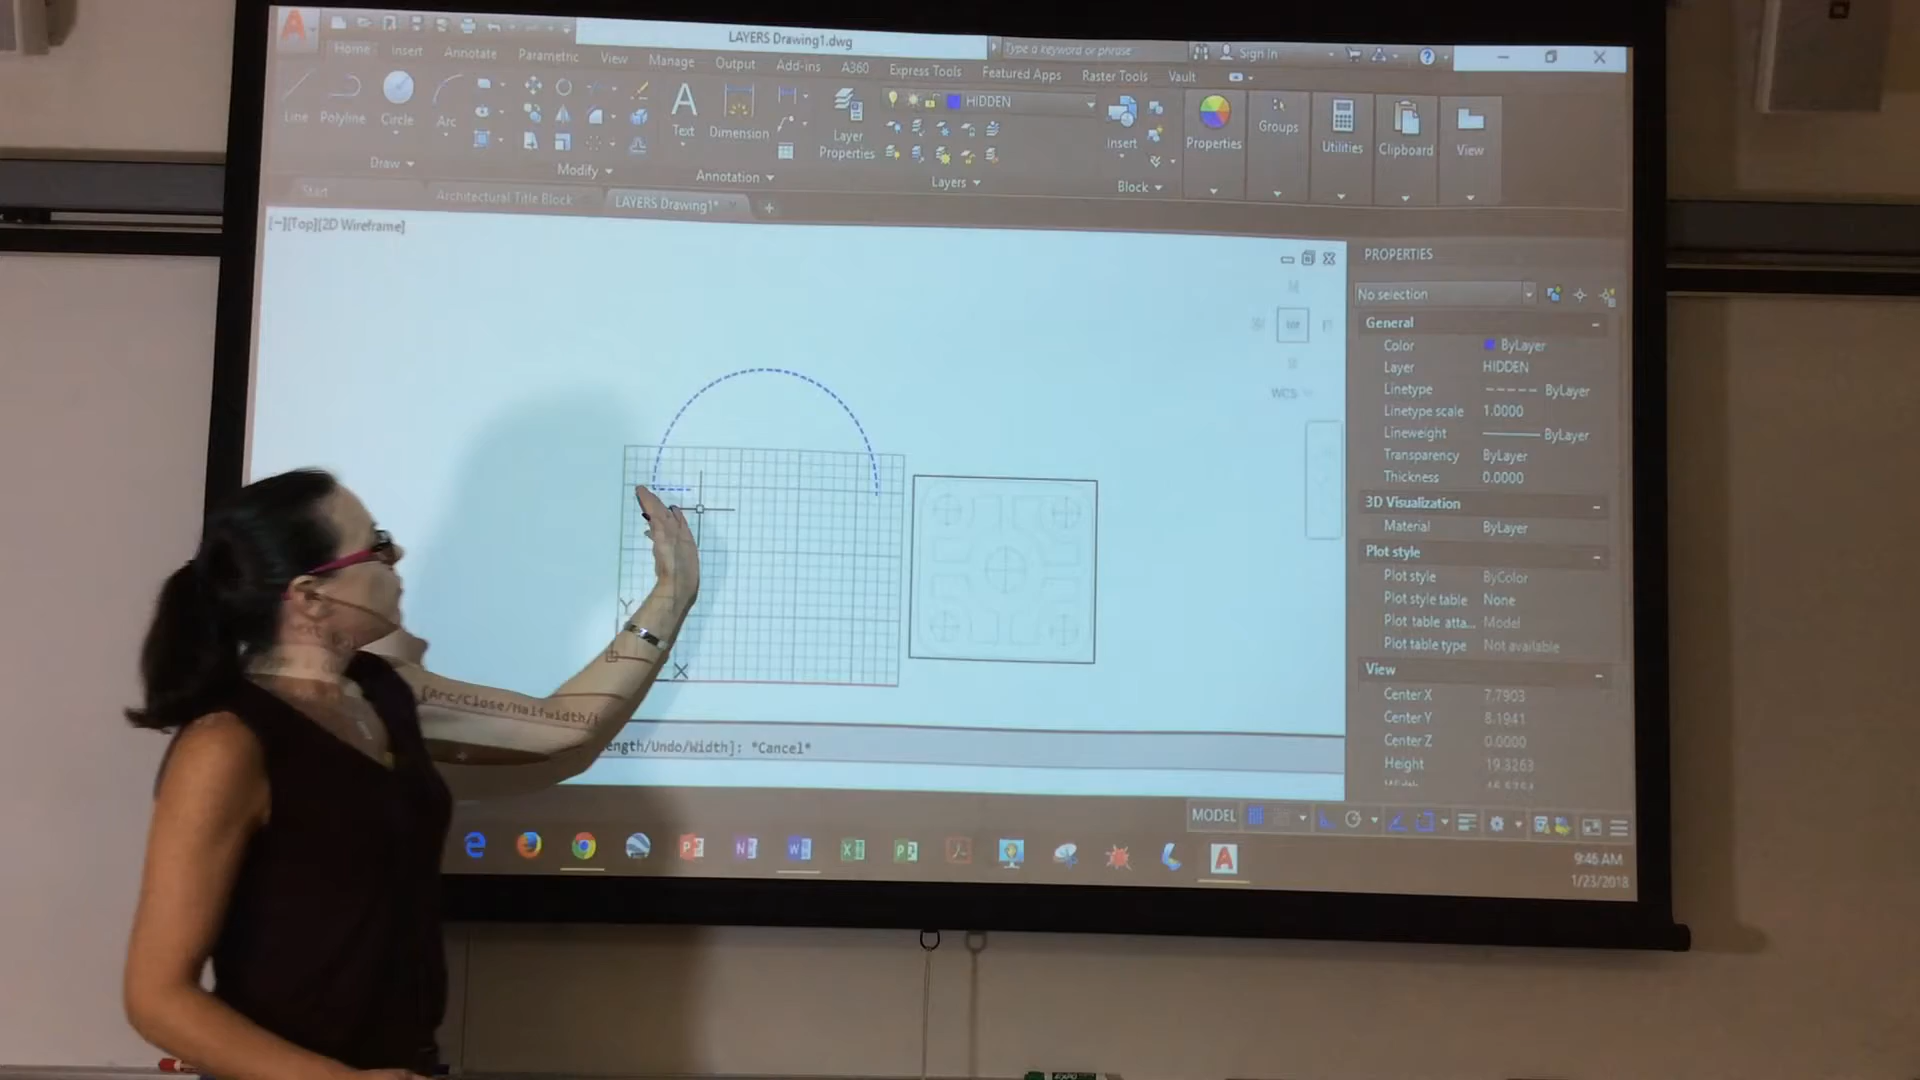 LAYERS Drawing1.dwg
Type a keyword or phrase
Sign In
Home Insert Annotate Parametric View Manage Output Add-ins A360 Express Tools Featured Apps Raster Tools Vault
HIDDEN
Line Polyline Circle Arc Text Dimension Layer Properties Insert Properties Groups Utilities Clipboard View
Draw Modify Annotation Layers Block
Start Architectural Title Block LAYERS Drawing1*
[−][Top][2D Wireframe]
PROPERTIES
No selection
General
Color ByLayer
Layer HIDDEN
Linetype ByLayer
Linetype scale 1.0000
Lineweight ByLayer
Transparency ByLayer
Thickness 0.0000
3D Visualization
Material ByLayer
Plot style
Plot style ByColor
Plot style table None
Plot table atta... Model
Plot table type Not available
View
Center X 7.7903
Center Y 8.1941
Center Z 0.0000
Height 19.3263
TOP
WCS
Y
X
[Arc/Close/Halfwidth/
ength/Undo/Width]: *Cancel*
MODEL
9:46 AM
1/23/2018